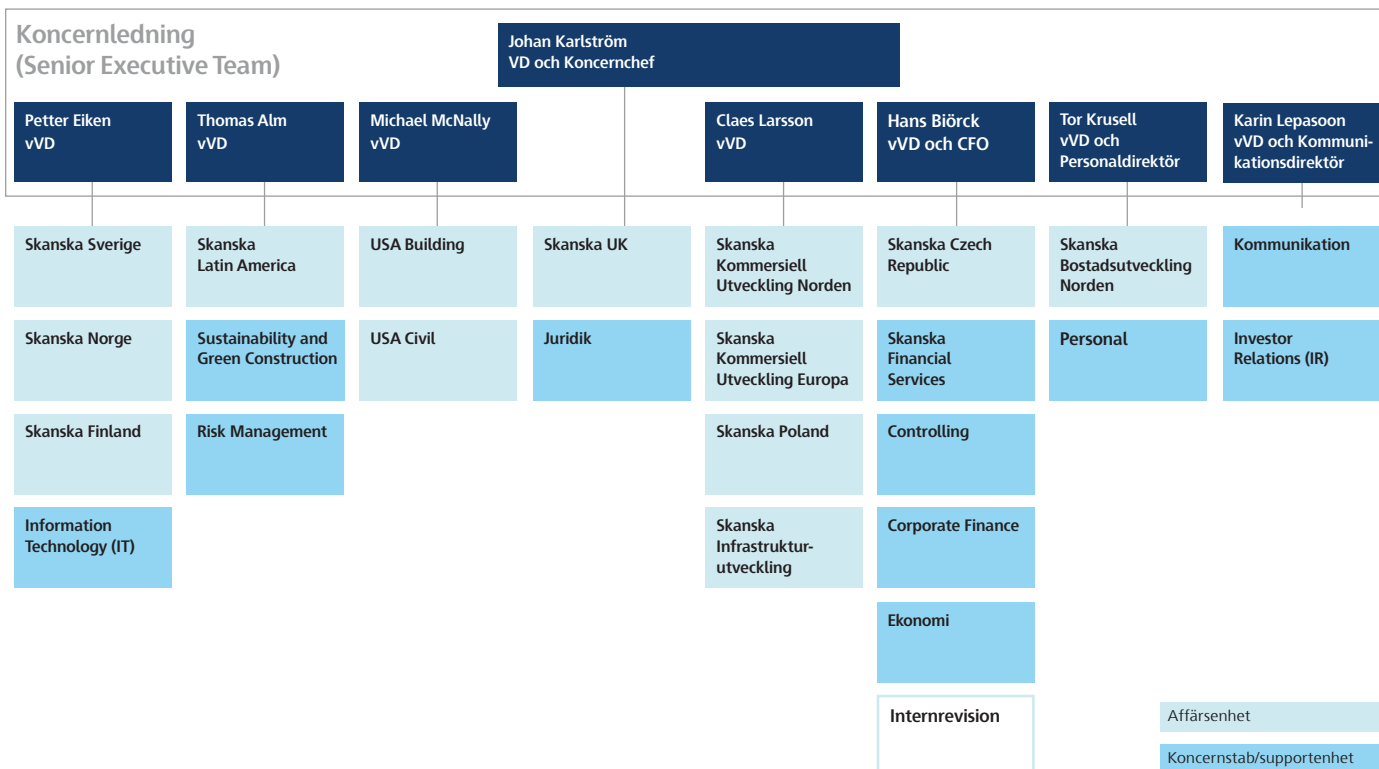 Koncernledning
(Senior Executive Team)
Johan Karlström
VD och Koncernchef
Petter Eiken
vVD
Thomas Alm
vVD
Michael McNally
vVD
Claes Larsson
vVD
Hans Biörck
vVD och CFO
Tor Krusell
vVD och
Personaldirektör
Karin Lepasoon
vVD och Kommuni-
kationsdirektör
Skanska Sverige
Skanska
Latin America
USA Building
Skanska UK
Skanska
Kommersiell
Utveckling Norden
Skanska Czech
Republic
Skanska
Bostadsutveckling
Norden
Kommunikation
Skanska Norge
Sustainability and
Green Construction
USA Civil
Juridik
Skanska
Kommersiell
Utveckling Europa
Skanska
Financial
Services
Personal
Investor
Relations (IR)
Skanska Finland
Risk Management
Skanska Poland
Controlling
Information
Technology (IT)
Skanska
Infrastruktur-
utveckling
Corporate Finance
Ekonomi
Internrevision
Affärsenhet
Koncernstab/supportenhet